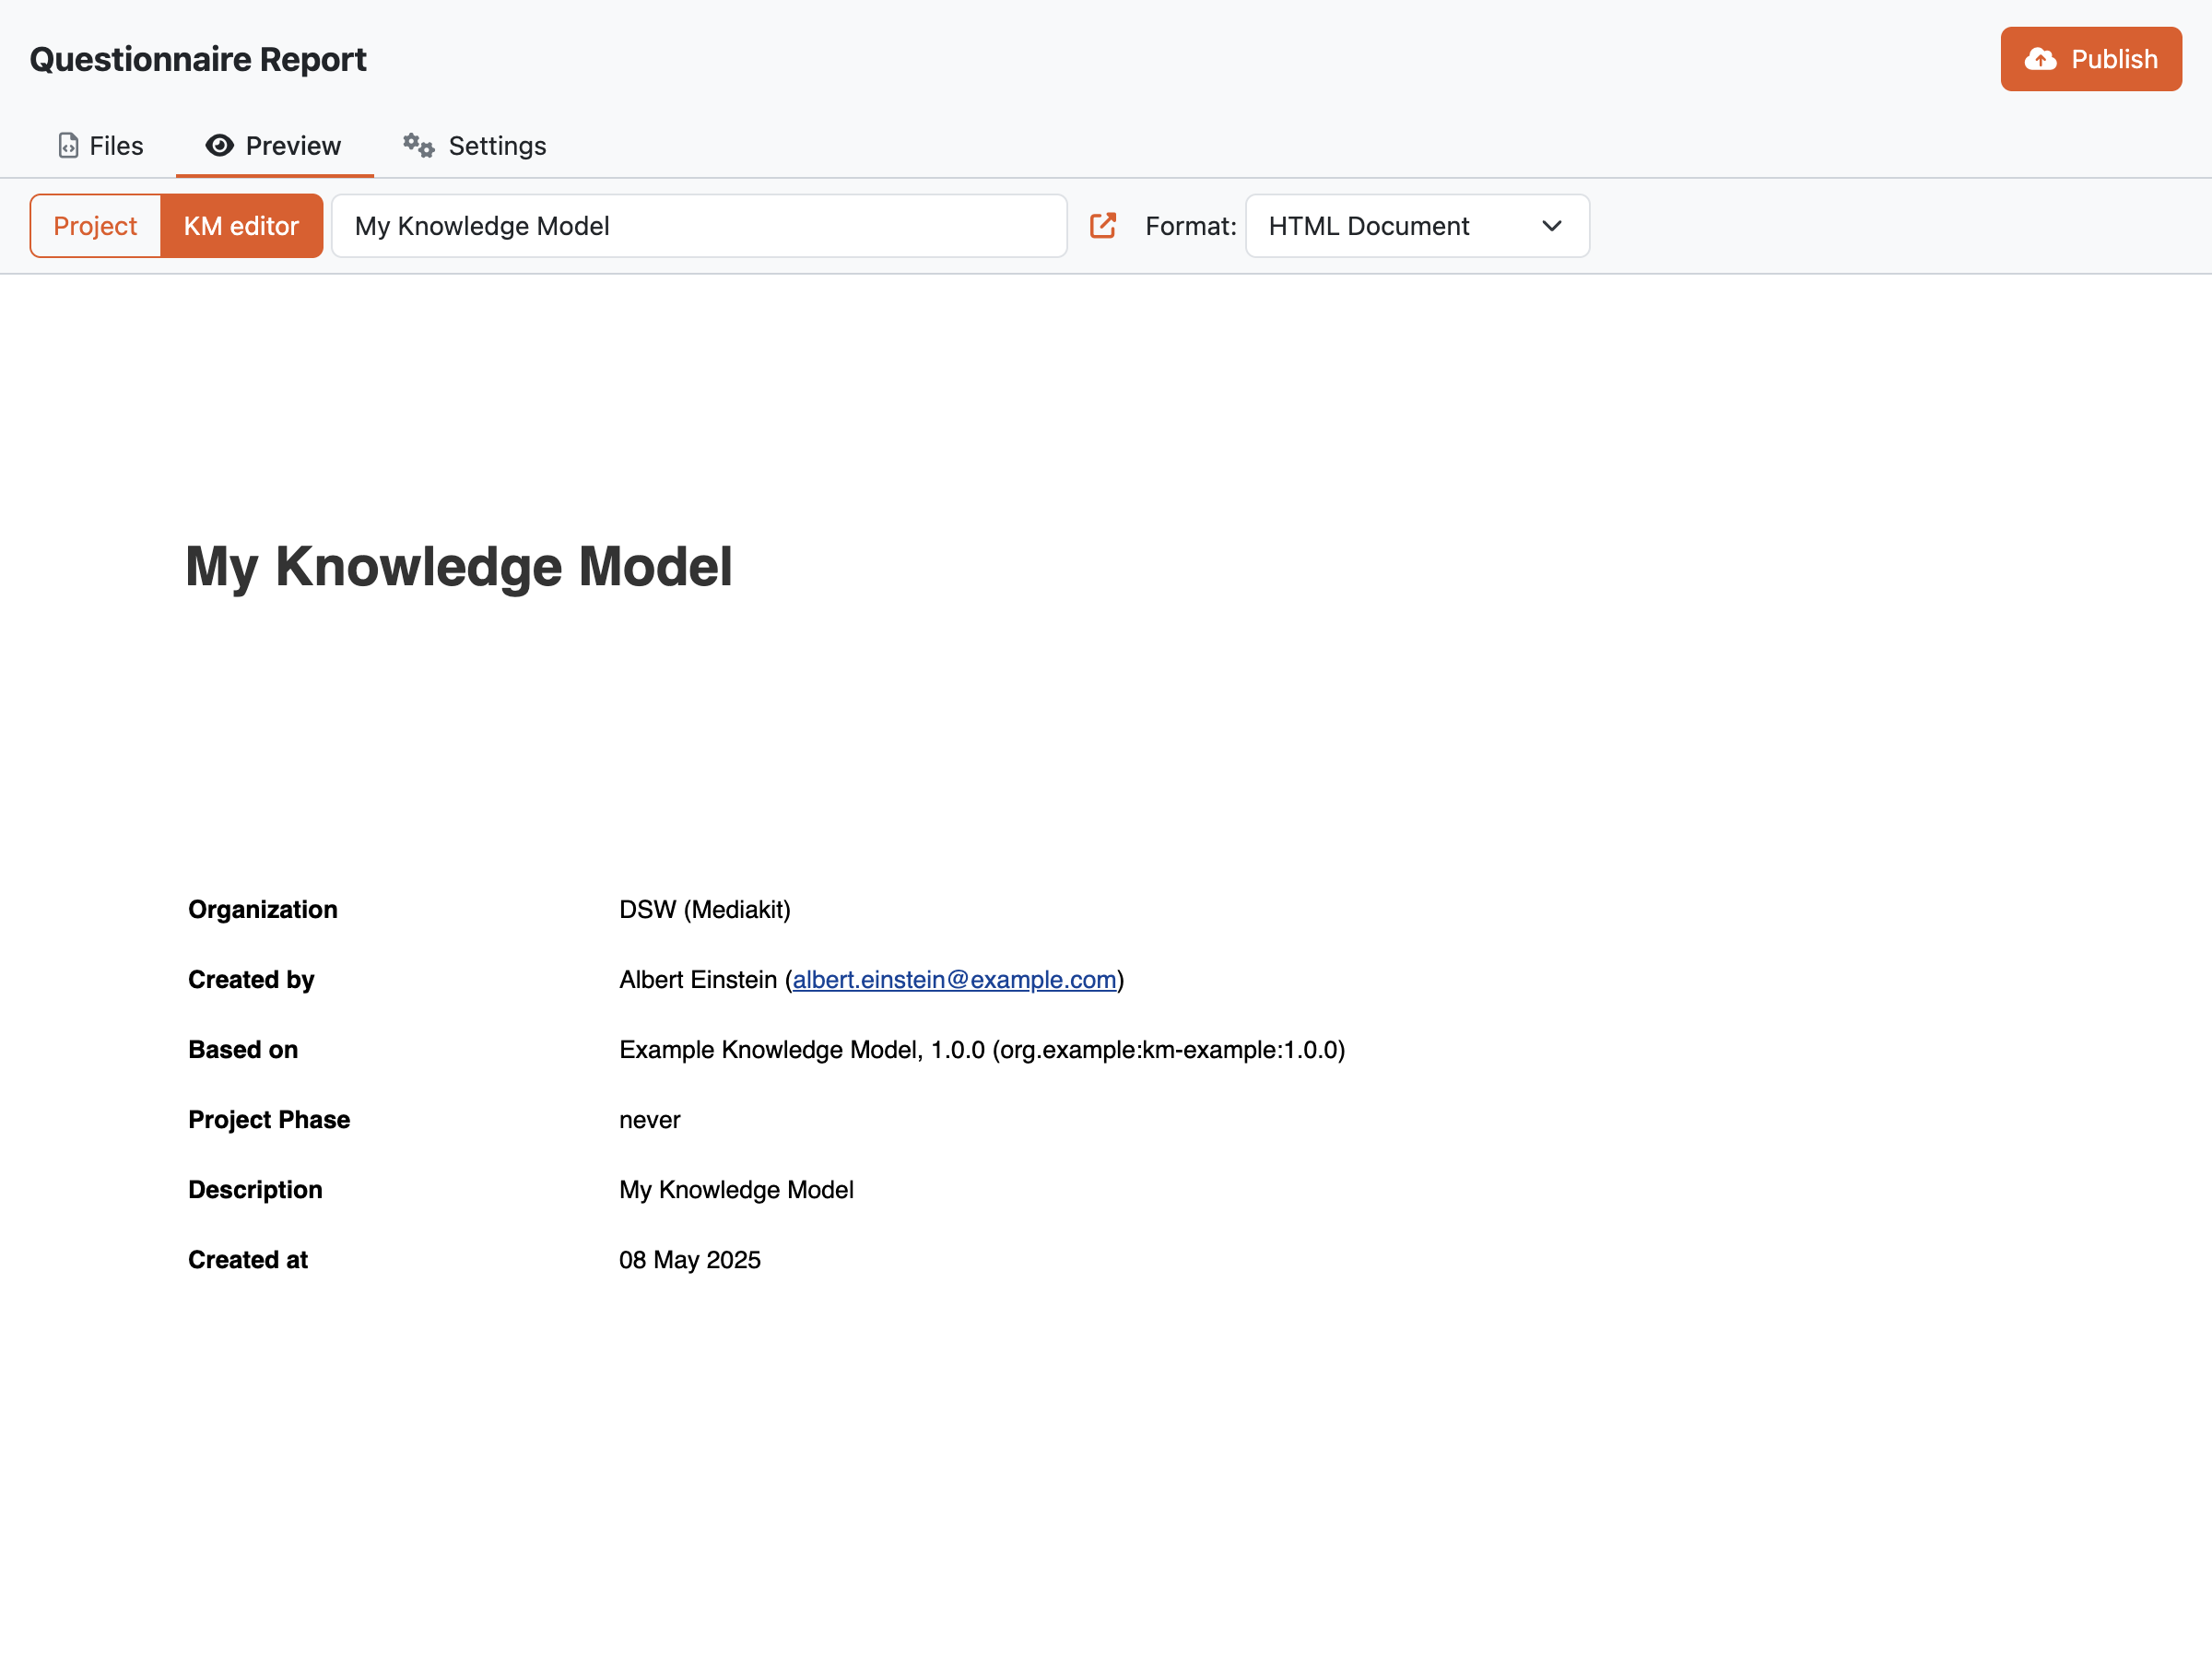 Questionnaire Report
Publish
Files Preview Settings
Project KM editor My Knowledge Model Format: HTML Document
My Knowledge Model
Organization DSW (Mediakit)
Created by Albert Einstein (albert.einstein@example.com)
Based on Example Knowledge Model, 1.0.0 (org.example:km-example:1.0.0)
Project Phase never
Description My Knowledge Model
Created at 08 May 2025